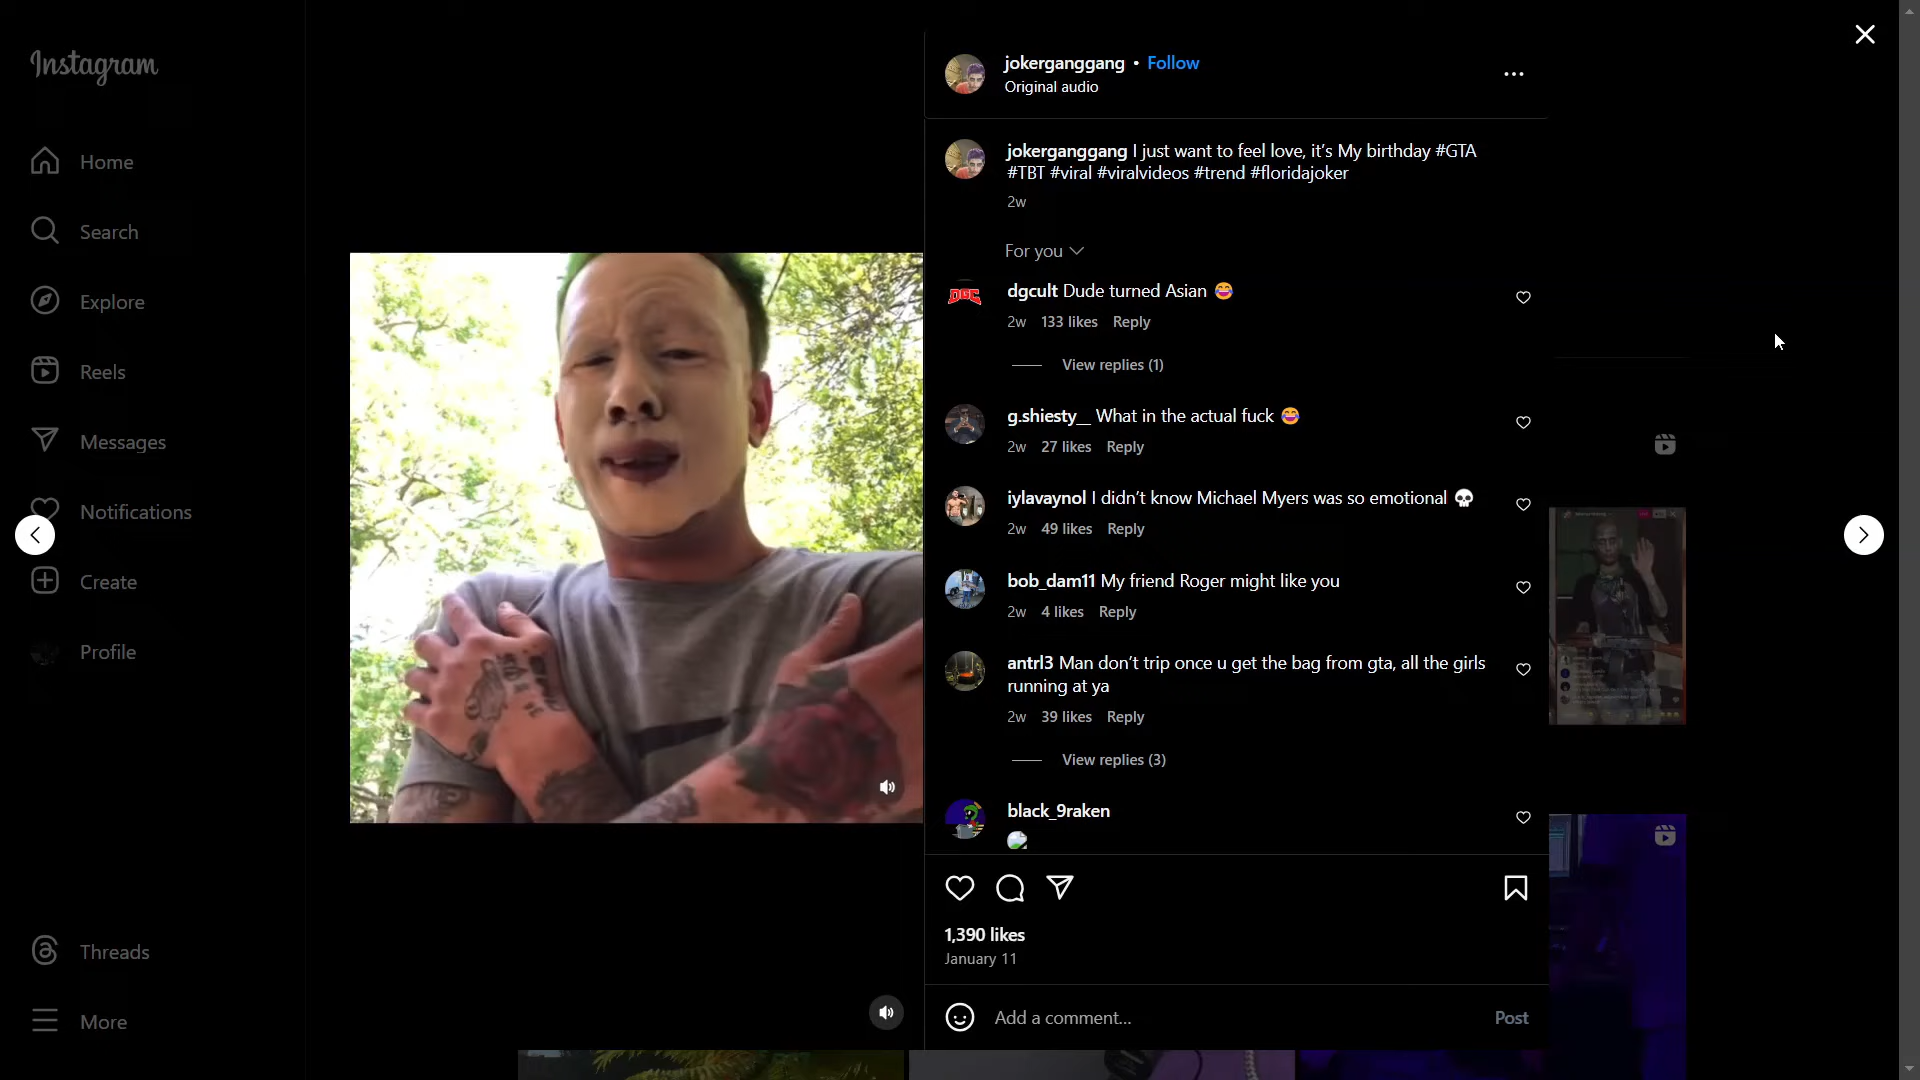 Instagram
Home
Search
Explore
Reels
Messages
Notifications
Create
Profile
Threads
More
jokerganggang • Follow
Original audio
jokerganggang I just want to feel love, it's My birthday #GTA
#TBT #viral #viralvideos #trend #floridajoker
2w
For you
DGC
dgcult Dude turned Asian 😂
2w 133 likes Reply
View replies (1)
g.shiesty__ What in the actual fuck 😂
2w 27 likes Reply
iylavaynol I didn't know Michael Myers was so emotional 💀
2w 49 likes Reply
bob_dam11 My friend Roger might like you
2w 4 likes Reply
antrl3 Man don't trip once u get the bag from gta, all the girls
running at ya
2w 39 likes Reply
View replies (3)
black_9raken
1,390 likes
January 11
Add a comment...
Post